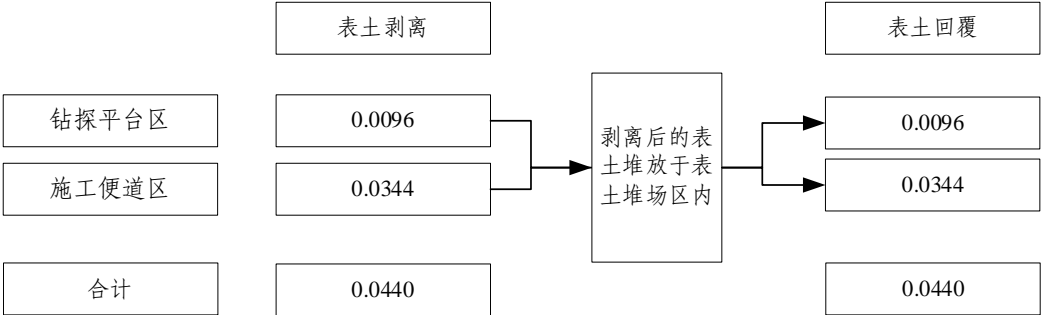 表土剥离
表土回覆
钻探平台区
0.0096
剥离后的表
土堆放于表
土堆场区内
0.0096
施工便道区
0.0344
0.0344
合计
0.0440
0.0440